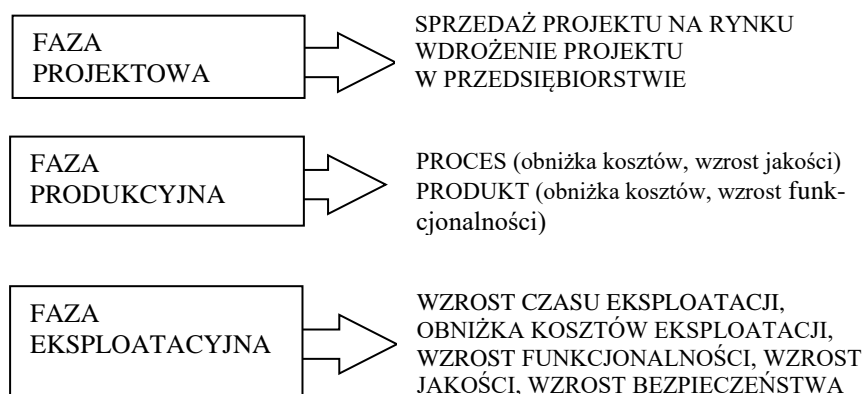 FAZA
PROJEKTOWA
SPRZEDAŻ PROJEKTU NA RYNKU
WDROŻENIE PROJEKTU
W PRZEDSIĘBIORSTWIE
FAZA
PRODUKCYJNA
PROCES (obniżka kosztów, wzrost jakości)
PRODUKT (obniżka kosztów, wzrost funk-
cjonalności)
FAZA
EKSPLOATACYJNA
WZROST CZASU EKSPLOATACJI,
OBNIŻKA KOSZTÓW EKSPLOATACJI,
WZROST FUNKCJONALNOŚCI, WZROST
JAKOŚCI, WZROST BEZPIECZEŃSTWA